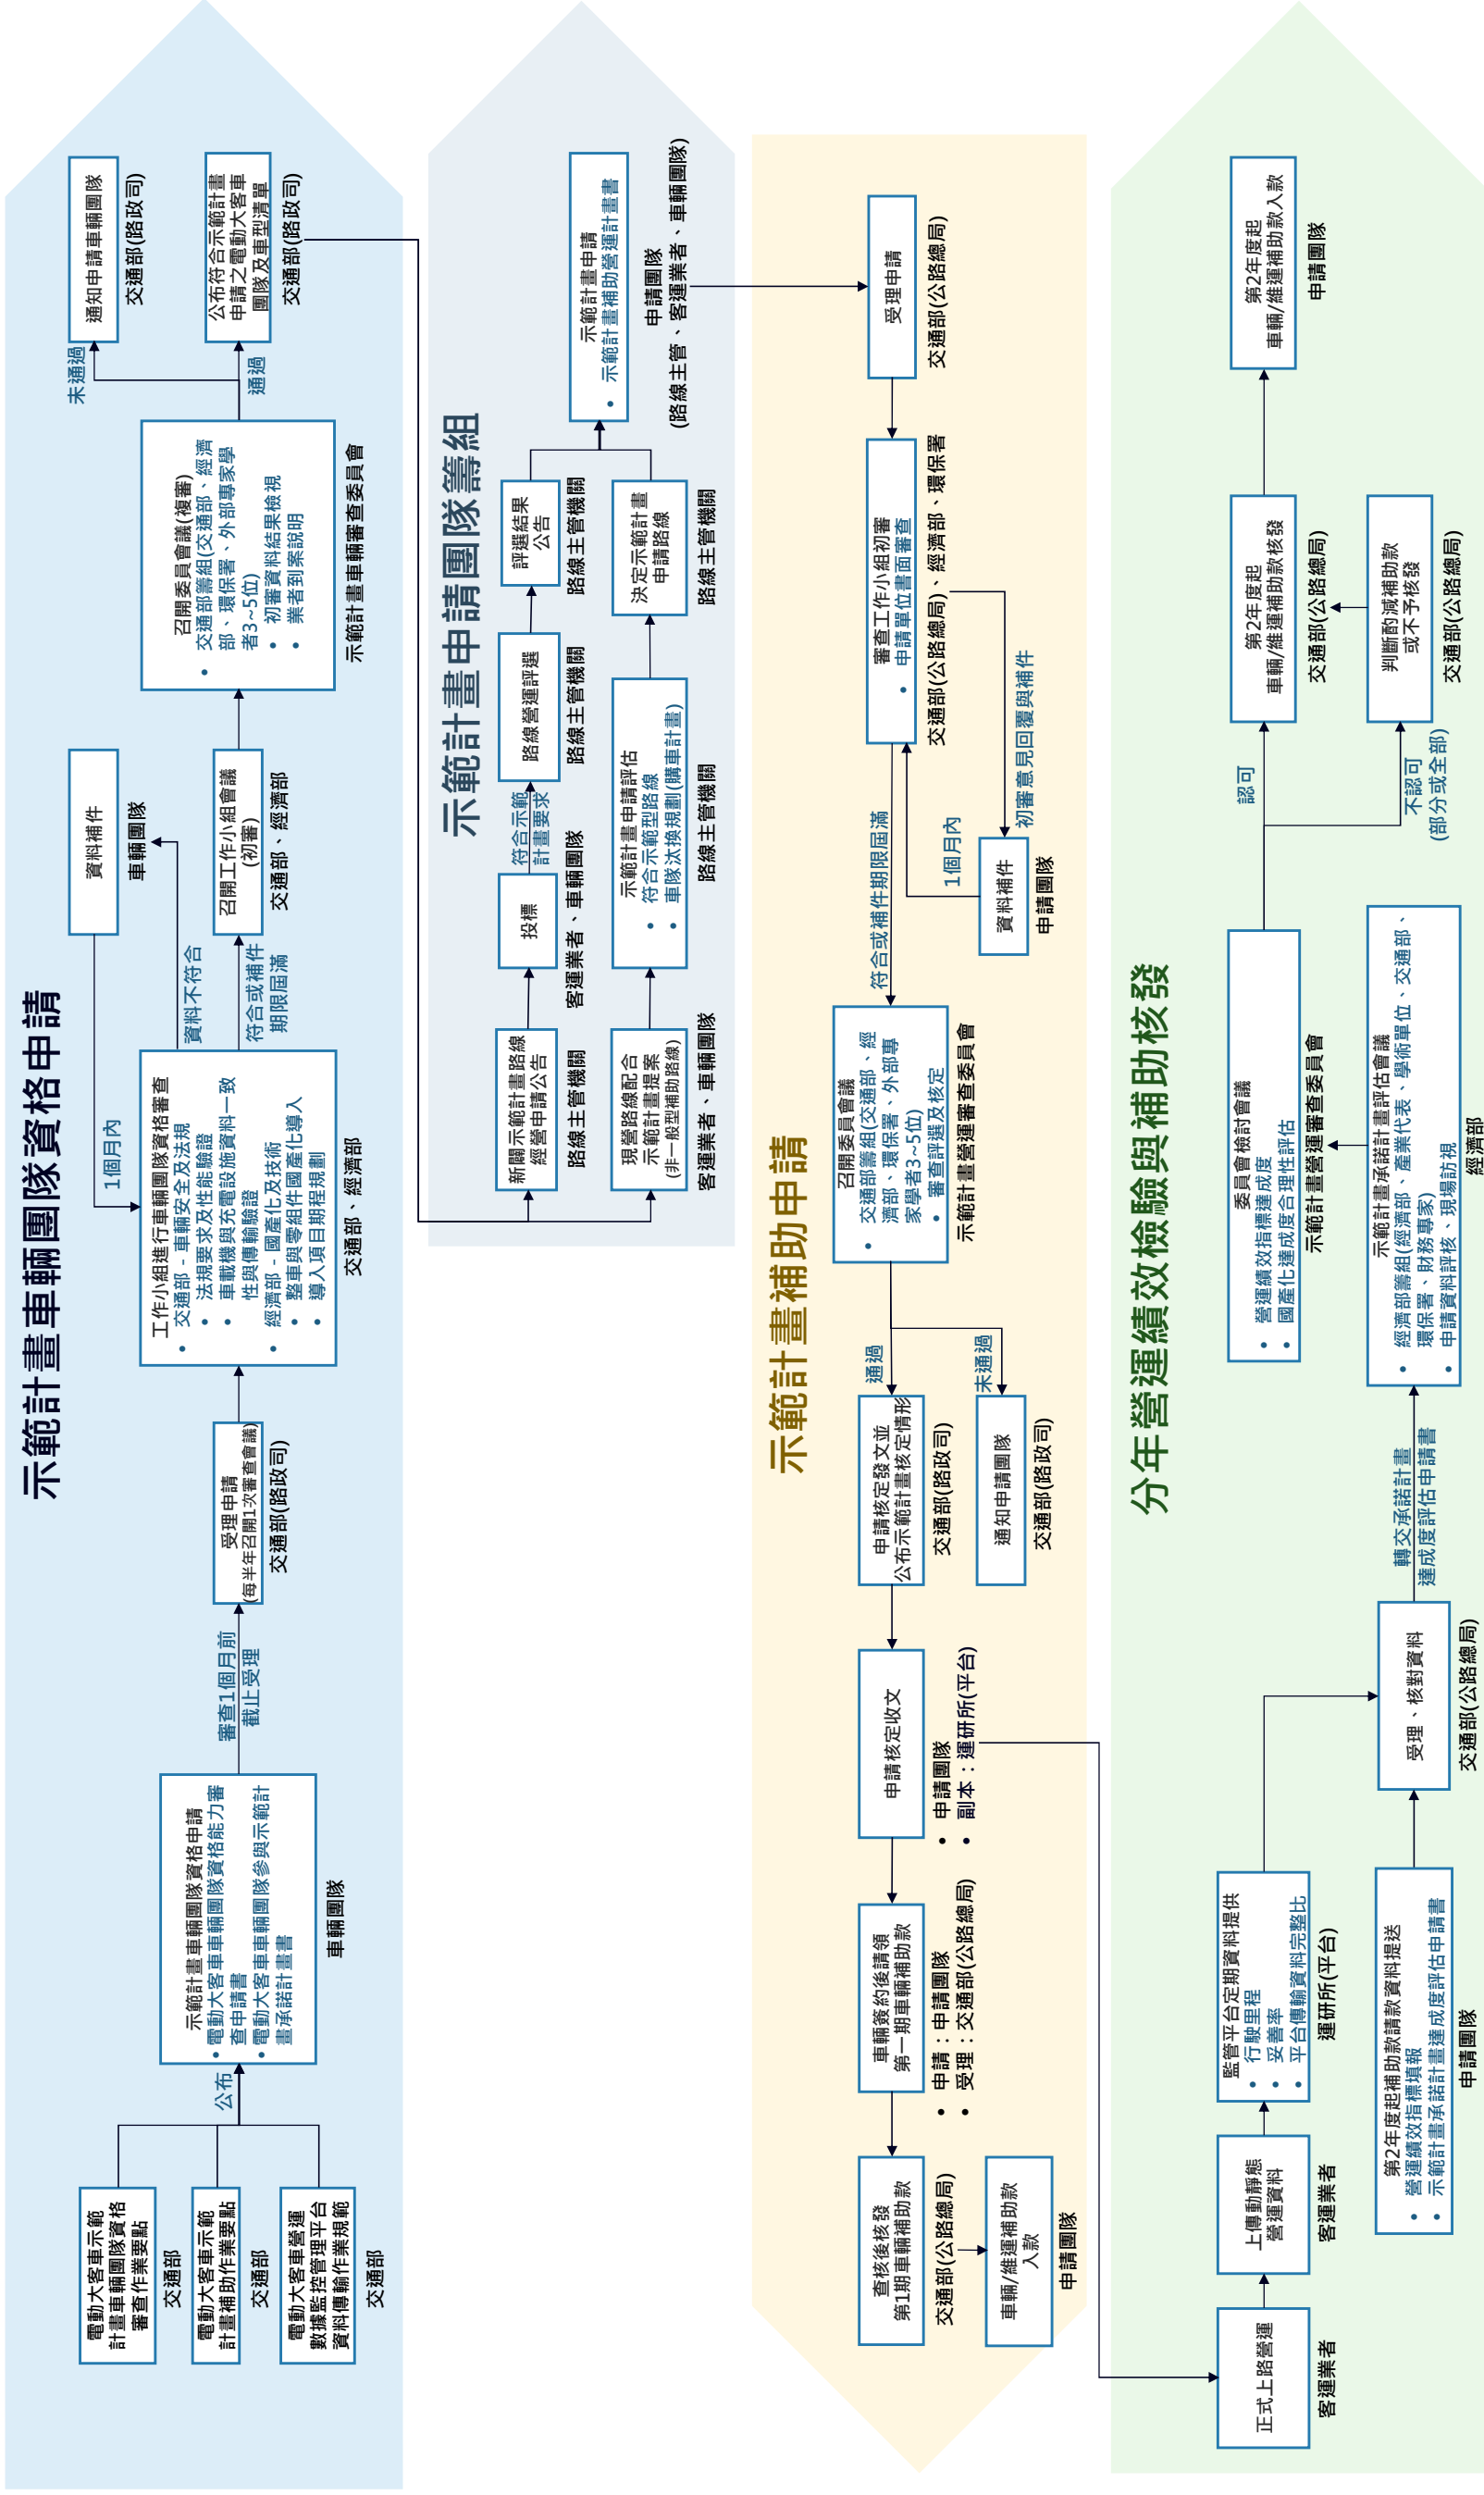 示範計畫車輛團隊資格申請
電動大客車示範
計畫車輛團隊資格
審查作業要點
交通部
電動大客車示範
計畫補助作業要點
交通部
電動大客車營運
數據監控管理平台
資料傳輸作業規範
交通部
公布
示範計畫車輛團隊資格申請
• 電動大客車車輛團隊資格能力審
查申請書
• 電動大客車車輛團隊參與示範計
畫承諾計畫書
車輛團隊
審查1個月前
截止受理
受理申請
(每半年召開1次審查會議)
交通部(路政司)
工作小組進行車輛團隊資格審查
• 交通部 - 車輛安全及法規
• 法規要求及性能驗證
• 車載機與充電設施資料一致
性與傳輸驗證
• 經濟部 - 國產化及技術
• 整車與零組件國產化導入
• 導入項目期程規劃
交通部、經濟部
1個月內
資料不符合
符合或補件
期限屆滿
資料補件
車輛團隊
召開工作小組會議
(初審)
交通部、經濟部
召開委員會議(複審)
• 交通部籌組(交通部、經濟
部、環保署、外部專家學
者3~5位)
• 初審資料結果檢視
• 業者到案說明
示範計畫車輛審查委員會
未通過
通過
通知申請車輛團隊
交通部(路政司)
公布符合示範計畫
申請之電動大客車
團隊及車型清單
交通部(路政司)
示範計畫申請團隊籌組
新闢示範計畫路線
經營申請公告
路線主管機關
投標
客運業者、車輛團隊
符合示範
計畫要求
路線營運評選
路線主管機關
評選結果
公告
路線主管機關
現營路線配合
示範計畫提案
(非一般型補助路線)
客運業者、車輛團隊
示範計畫申請評估
• 符合示範型路線
• 車隊汰換規劃(購車計畫)
路線主管機關
決定示範計畫
申請路線
路線主管機關
示範計畫申請
• 示範計畫補助營運計畫書
申請團隊
(路線主管、客運業者、車輛團隊)
示範計畫補助申請
受理申請
交通部(公路總局)
審查工作小組初審
• 申請單位書面審查
交通部(公路總局)、經濟部、環保署
初審意見回覆與補件
1個月內
資料補件
申請團隊
符合或補件期限屆滿
召開委員會議
• 交通部籌組(交通部、經
濟部、環保署、外部專
家學者3~5位)
• 審查評選及核定
示範計畫營運審查委員會
通過
未通過
申請核定發文並
公布示範計畫核定情形
交通部(路政司)
通知申請團隊
交通部(路政司)
申請核定收文
• 申請團隊
• 副本：運研所(平台)
車輛簽約後請領
第一期車輛補助款
• 申請：申請團隊
• 受理：交通部(公路總局)
查核後核發
第1期車輛補助款
交通部(公路總局)
車輛/維運補助款
入款
申請團隊
分年營運績效檢驗與補助核發
正式上路營運
客運業者
上傳動靜態
營運資料
客運業者
監管平台定期資料提供
• 行駛里程
• 妥善率
• 平台傳輸資料完整比
運研所(平台)
第2年度起補助款請款資料提送
• 營運績效指標填報
• 示範計畫承諾計畫達成度評估申請書
申請團隊
受理、核對資料
交通部(公路總局)
轉交承諾計畫
達成度評估申請書
委員會檢討會議
• 營運績效指標達成度
• 國產化達成度合理性評估
示範計畫營運審查委員會
示範計畫承諾計畫評估會議
• 經濟部籌組(經濟部、產業代表、學術單位、交通部、
環保署、財務專家)
• 申請資料評核、現場訪視
經濟部
認可
不認可
(部分或全部)
第2年度起
車輛/維運補助款核發
交通部(公路總局)
判斷酌減補助款
或不予核發
交通部(公路總局)
第2年度起
車輛/維運補助款入款
申請團隊